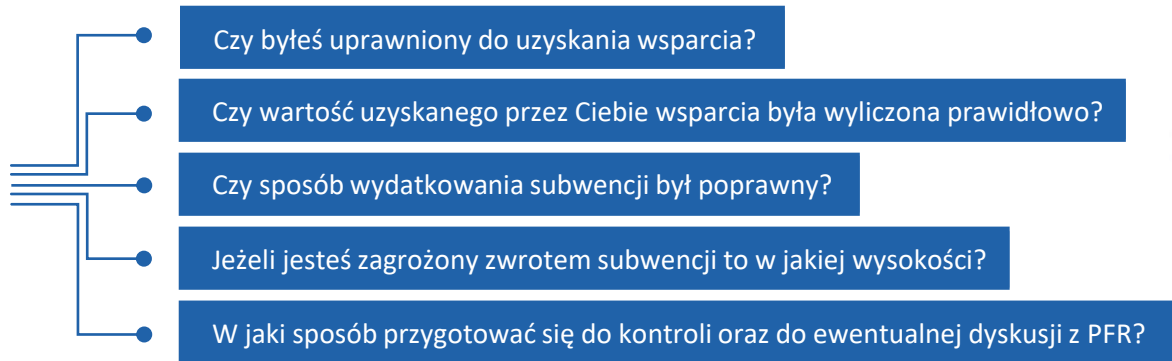 Czy byłeś uprawniony do uzyskania wsparcia?
Czy wartość uzyskanego przez Ciebie wsparcia była wyliczona prawidłowo?
Czy sposób wydatkowania subwencji był poprawny?
Jeżeli jesteś zagrożony zwrotem subwencji to w jakiej wysokości?
W jaki sposób przygotować się do kontroli oraz do ewentualnej dyskusji z PFR?